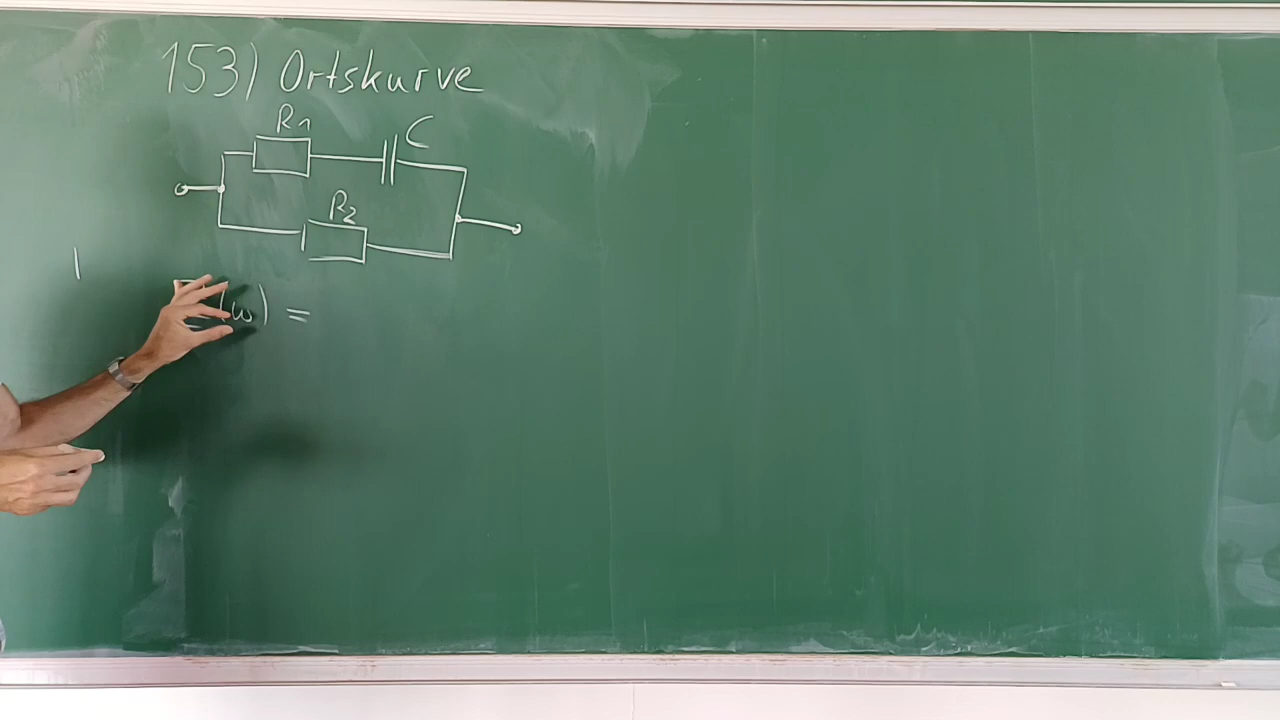 153) Ortskurve
R1 C
R2
(ω) =